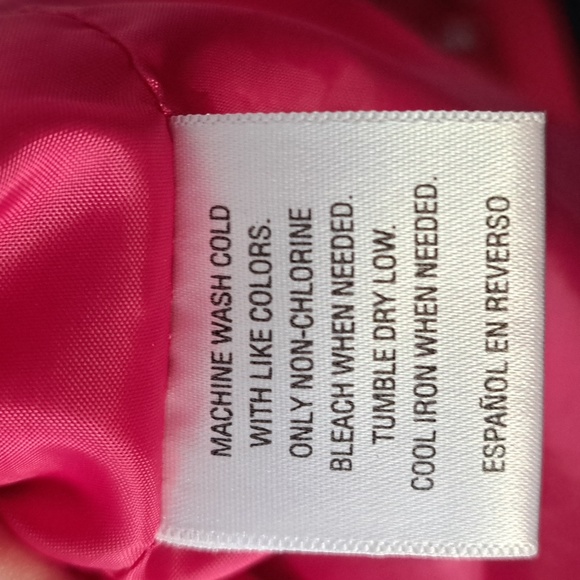 MACHINE WASH COLD
WITH LIKE COLORS.
ONLY NON-CHLORINE
BLEACH WHEN NEEDED.
TUMBLE DRY LOW.
COOL IRON WHEN NEEDED.
ESPAÑOL EN REVERSO